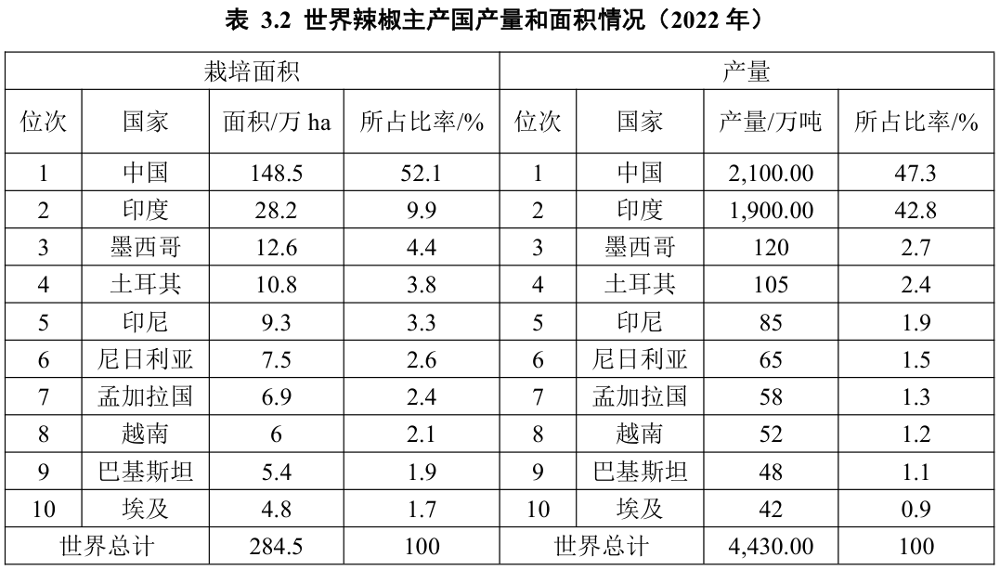 表 3.2 世界辣椒主产国产量和面积情况（2022 年）
栽培面积 产量
位次 国家 面积/万 ha 所占比率/% 位次 国家 产量/万吨 所占比率/%
1 中国 148.5 52.1 1 中国 2,100.00 47.3
2 印度 28.2 9.9 2 印度 1,900.00 42.8
3 墨西哥 12.6 4.4 3 墨西哥 120 2.7
4 土耳其 10.8 3.8 4 土耳其 105 2.4
5 印尼 9.3 3.3 5 印尼 85 1.9
6 尼日利亚 7.5 2.6 6 尼日利亚 65 1.5
7 孟加拉国 6.9 2.4 7 孟加拉国 58 1.3
8 越南 6 2.1 8 越南 52 1.2
9 巴基斯坦 5.4 1.9 9 巴基斯坦 48 1.1
10 埃及 4.8 1.7 10 埃及 42 0.9
世界总计 284.5 100 世界总计 4,430.00 100